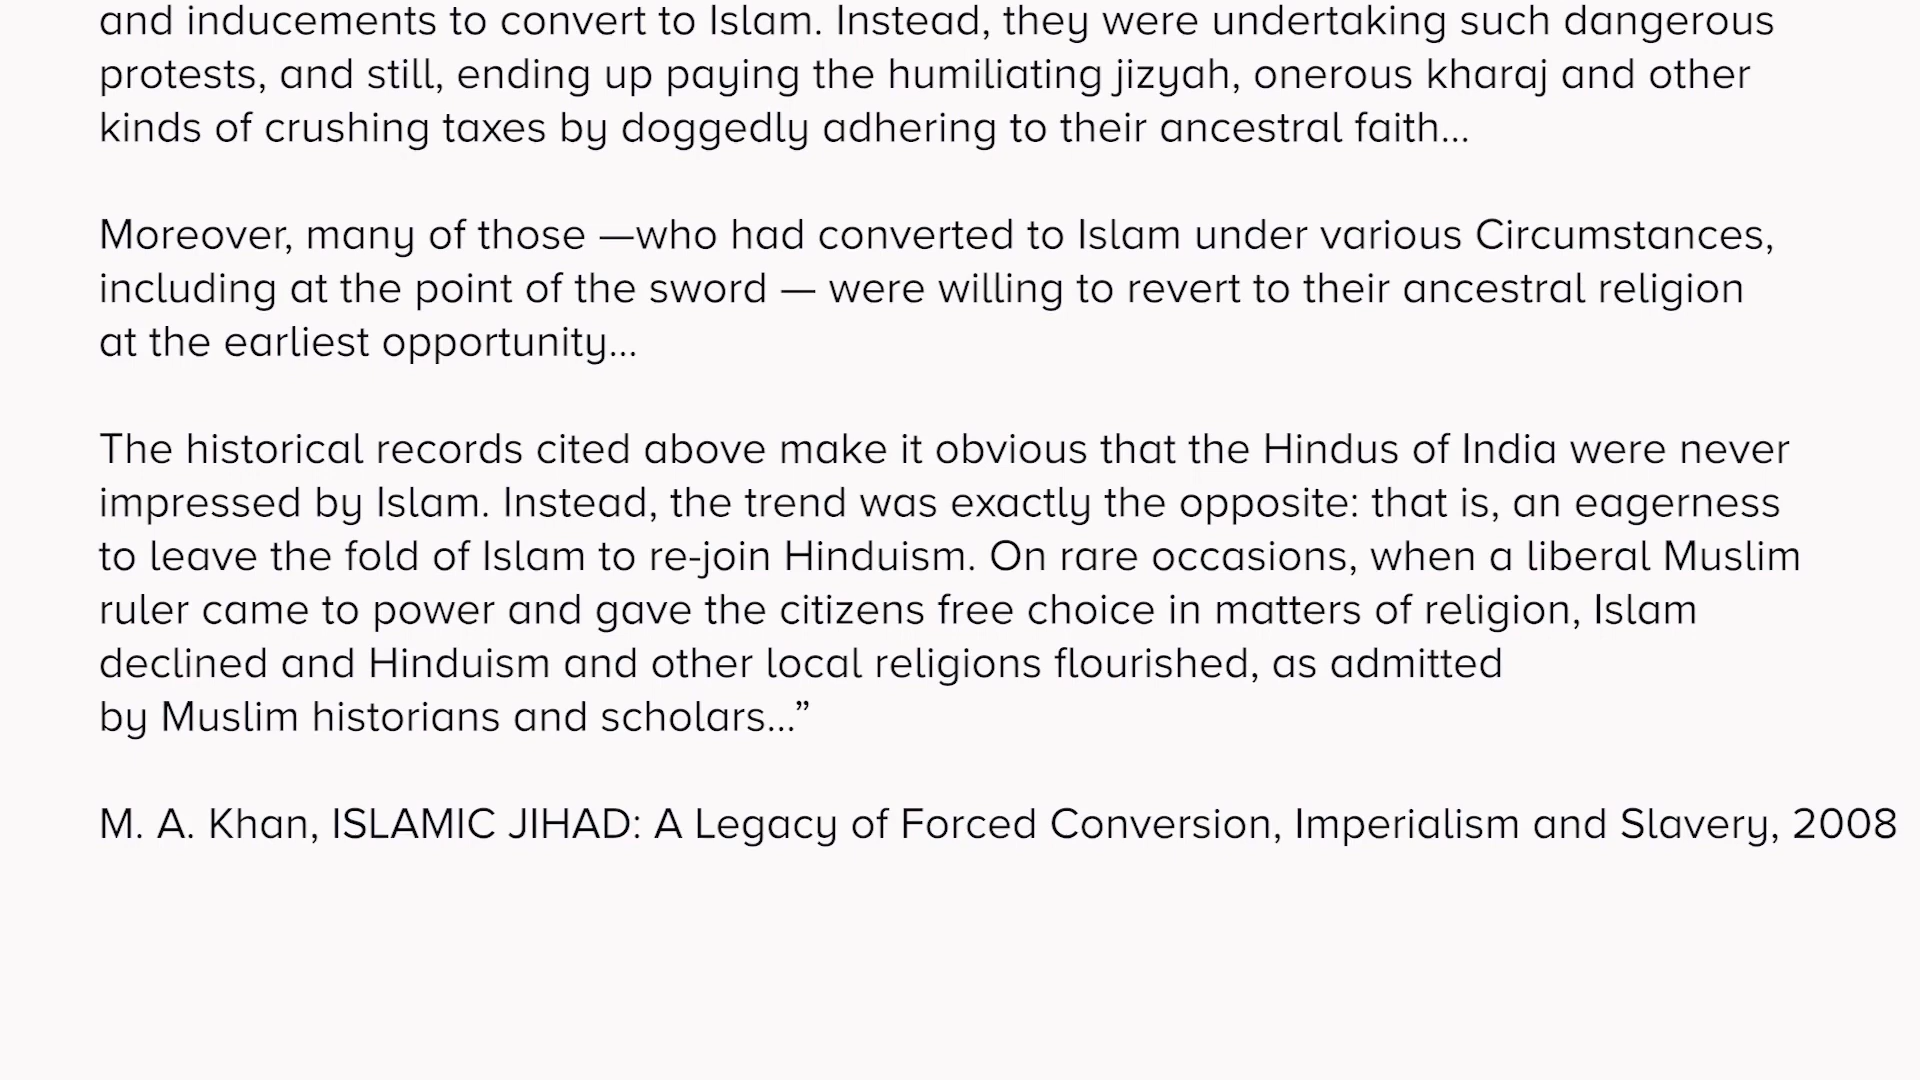 and inducements to convert to Islam. Instead, they were undertaking such dangerous
protests, and still, ending up paying the humiliating jizyah, onerous kharaj and other
kinds of crushing taxes by doggedly adhering to their ancestral faith...
Moreover, many of those —who had converted to Islam under various Circumstances,
including at the point of the sword — were willing to revert to their ancestral religion
at the earliest opportunity...
The historical records cited above make it obvious that the Hindus of India were never
impressed by Islam. Instead, the trend was exactly the opposite: that is, an eagerness
to leave the fold of Islam to re-join Hinduism. On rare occasions, when a liberal Muslim
ruler came to power and gave the citizens free choice in matters of religion, Islam
declined and Hinduism and other local religions flourished, as admitted
by Muslim historians and scholars...”
M. A. Khan, ISLAMIC JIHAD: A Legacy of Forced Conversion, Imperialism and Slavery, 2008